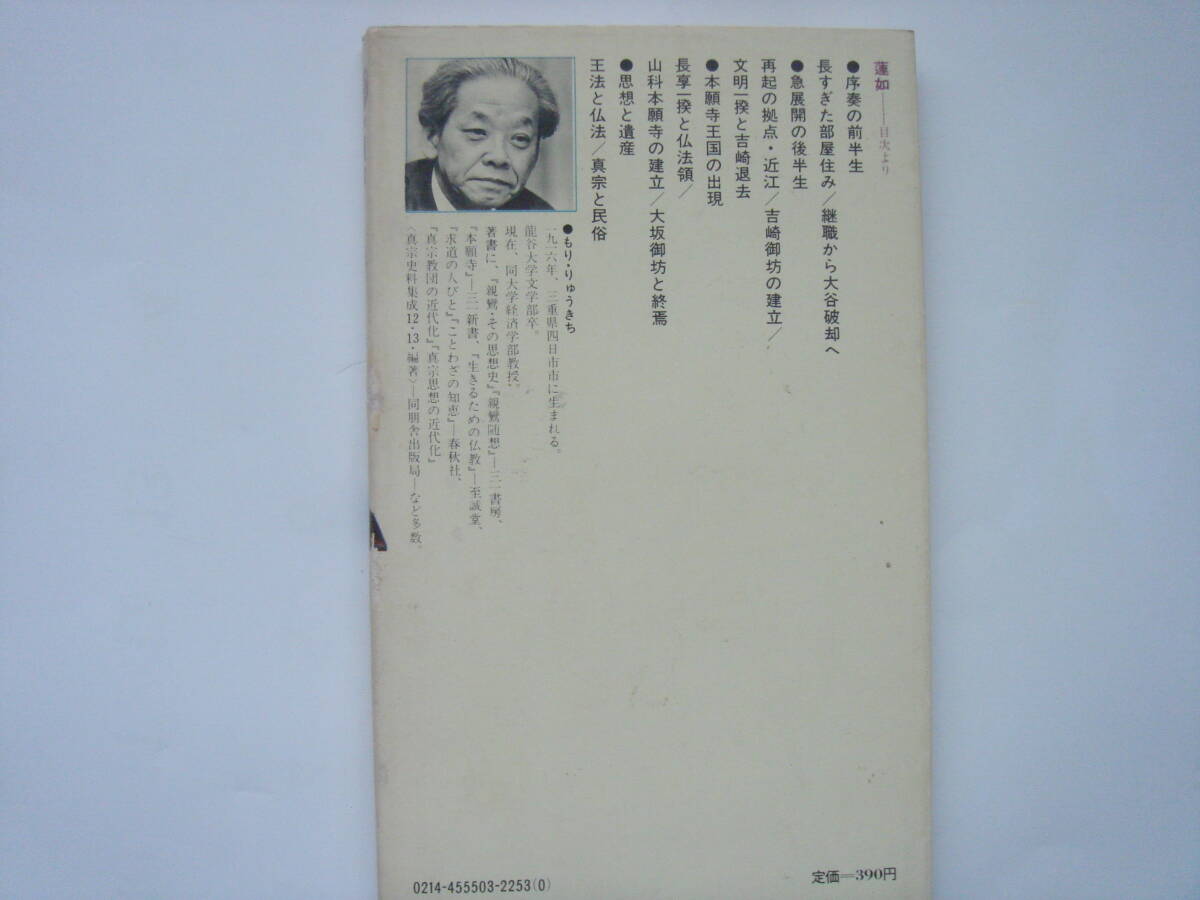 蓮如——目次より
●序奏の前半生
長すぎた部屋住み/継職から大谷破却へ
●急展開の後半生
再起の拠点・近江/吉崎御坊の建立/
文明一揆と吉崎退去
●本願寺王国の出現
長享一揆と仏法領/
山科本願寺の建立/大坂御坊と終焉
●思想と遺産
王法と仏法/真宗と民俗
●もり・りゅうきち
一九一六年、三重県四日市市に生まれる。
龍谷大学文学部卒。
現在、同大学経済学部教授。
著書に、『親鸞・その思想史』『親鸞随想』—三一書房、
『本願寺』—三一新書、『生きるための仏教』—至誠堂、
『求道の人びと』『ことわざの知恵』—春秋社、
『真宗教団の近代化』『真宗思想の近代化』
〈真宗史料集成12・13・編著〉—同朋舎出版局—など多数。
0214-455503-2253(0)
定価=390円